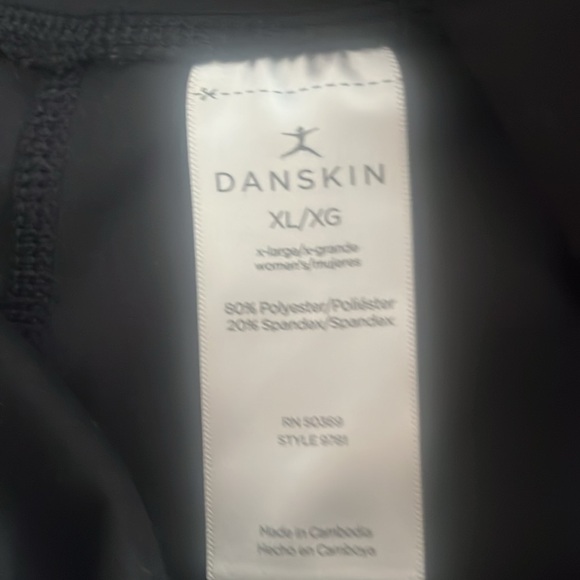 DANSKIN
XL/XG
x-large/x-grande
women's/mujeres
80% Polyester/Poliéster
20% Spandex/Spandex
RN 50369
STYLE 9781
Made in Cambodia
Hecho en Camboya